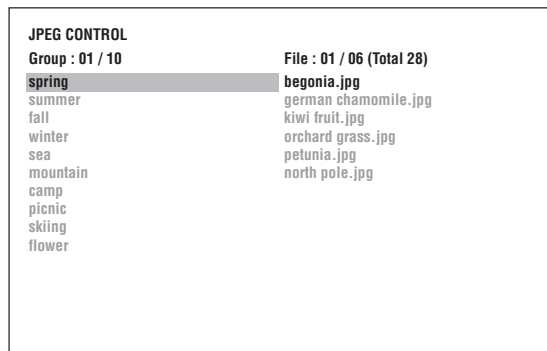 JPEG CONTROL
Group : 01 / 10
spring
summer
fall
winter
sea
mountain
camp
picnic
skiing
flower
File : 01 / 06 (Total 28)
begonia.jpg
german chamomile.jpg
kiwi fruit.jpg
orchard grass.jpg
petunia.jpg
north pole.jpg